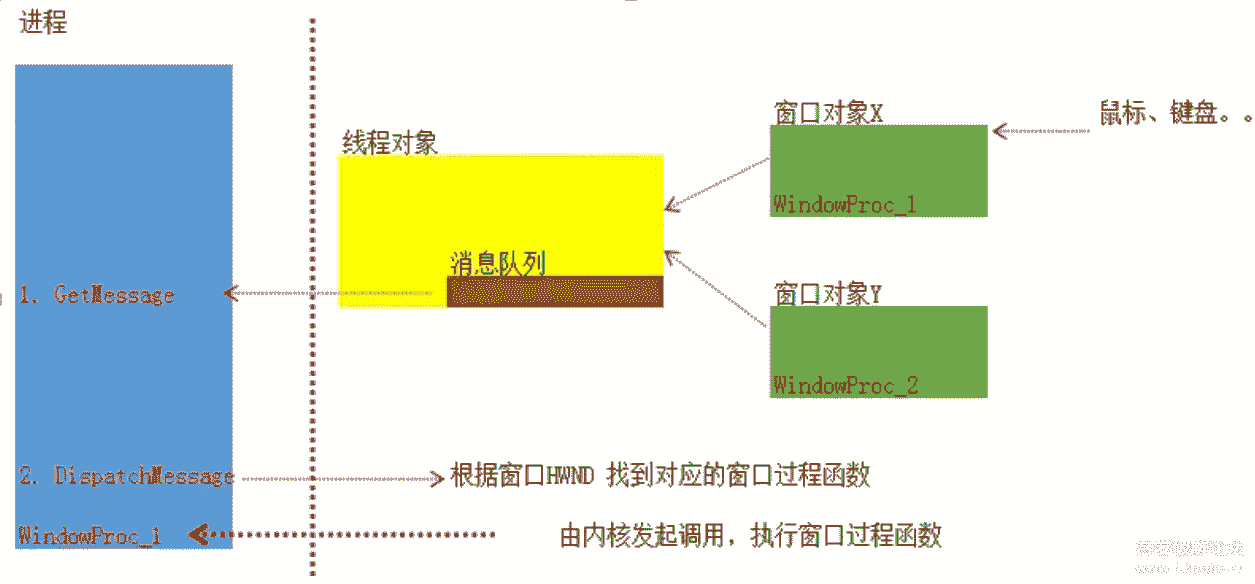 进程
窗口对象X
鼠标、键盘。。
线程对象
WindowProc_1
消息队列
1. GetMessage
窗口对象Y
WindowProc_2
2. DispatchMessage
根据窗口HWND 找到对应的窗口过程函数
WindowProc_1
由内核发起调用，执行窗口过程函数